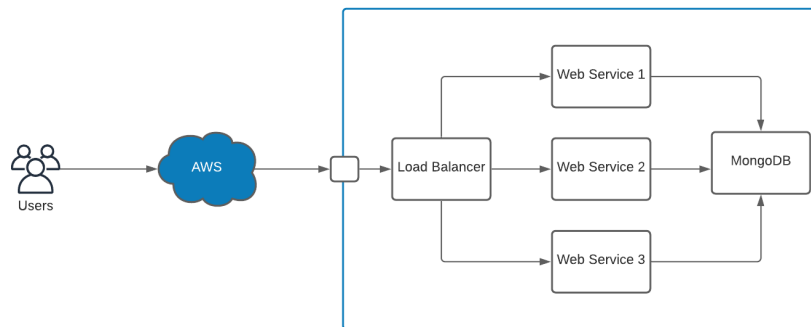 Users
AWS
Load Balancer
Web Service 1
Web Service 2
Web Service 3
MongoDB